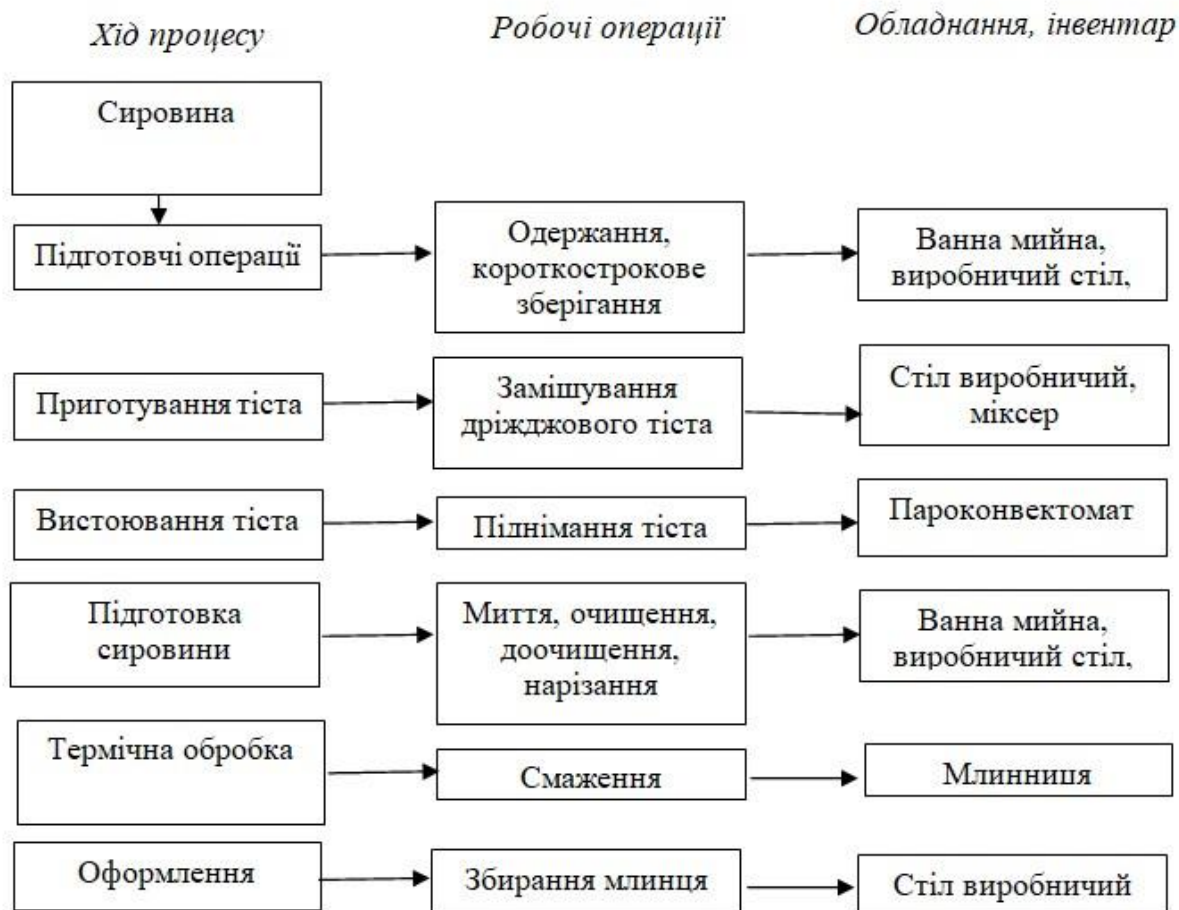 Хід процесу
Робочі операції
Обладнання, інвентар
Сировина
Підготовчі операції
Одержання,
короткострокове
зберігання
Ванна мийна,
виробничий стіл,
Приготування тіста
Замішування
дріжджового тіста
Стіл виробничий,
міксер
Вистоювання тіста
Піднімання тіста
Пароконвектомат
Підготовка
сировини
Миття, очищення,
доочищення,
нарізання
Ванна мийна,
виробничий стіл,
Термічна обробка
Смаження
Млинниця
Оформлення
Збирання млинця
Стіл виробничий